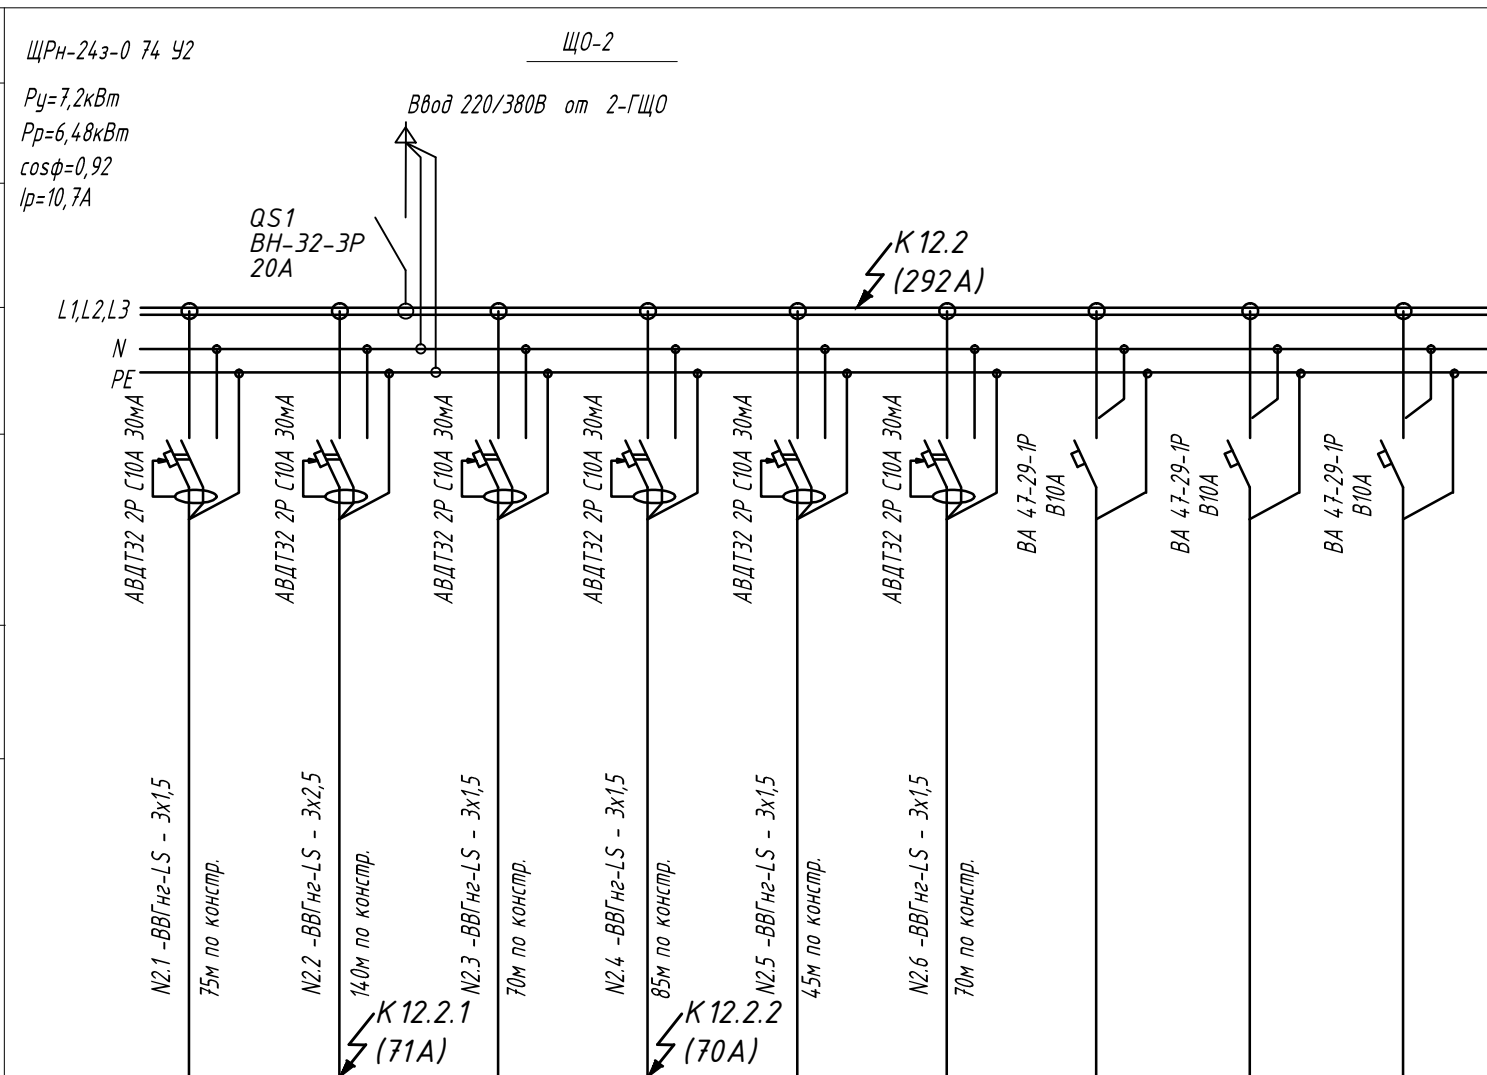 ЩРн-24з-0 74 У2
ЩО-2
Ру=7,2кВт
Рр=6,48кВт
cosφ=0,92
Iр=10,7А
Ввод 220/380В от 2-ГЩО
QS1
ВН-32-3Р
20А
К 12.2
(292А)
L1,L2,L3
N
PE
АВДТ32 2Р С10А 30мА
АВДТ32 2Р С10А 30мА
АВДТ32 2Р С10А 30мА
АВДТ32 2Р С10А 30мА
АВДТ32 2Р С10А 30мА
АВДТ32 2Р С10А 30мА
ВА 47-29-1Р
В10А
ВА 47-29-1Р
В10А
ВА 47-29-1Р
В10А
N2.1 -ВВГнг-LS - 3х1,5
75м по констр.
N2.2 -ВВГнг-LS - 3х2,5
140м по констр.
N2.3 -ВВГнг-LS - 3х1,5
70м по констр.
N2.4 -ВВГнг-LS - 3х1,5
85м по констр.
N2.5 -ВВГнг-LS - 3х1,5
45м по констр.
N2.6 -ВВГнг-LS - 3х1,5
70м по констр.
К 12.2.1
(71А)
К 12.2.2
(70А)